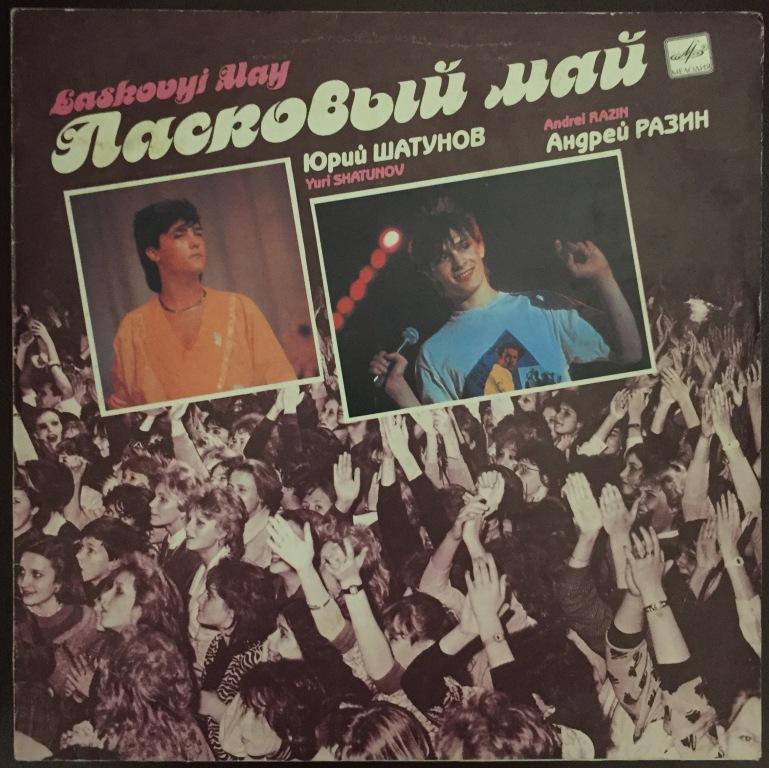 Laskovyi May
Ласковый май
МЕЛОДИЯ
Юрий ШАТУНОВ
Yuri SHATUNOV
Andrei RAZIN
Андрей РАЗИН